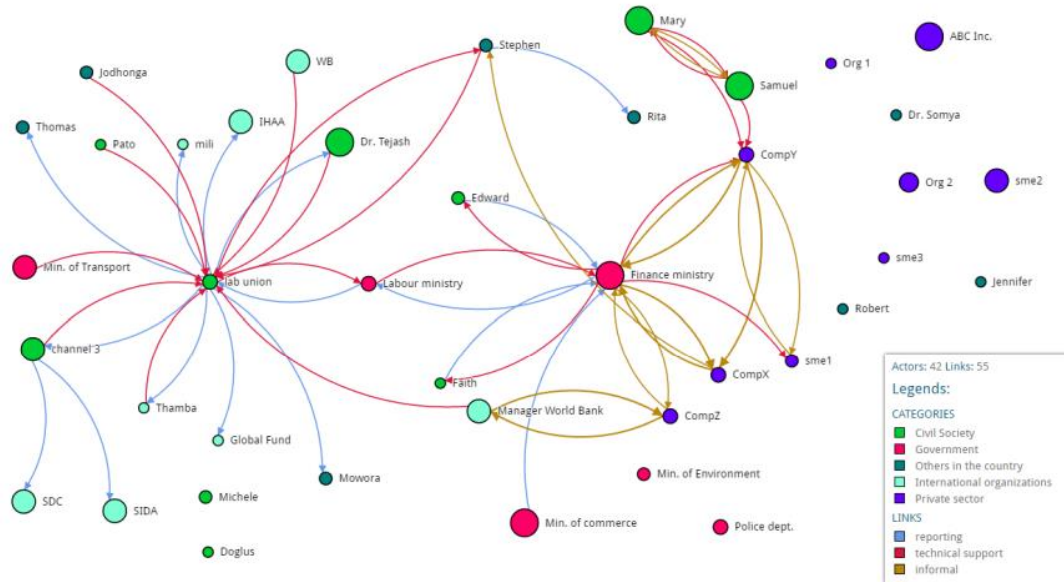 Mary
ABC Inc.
Stephen
WB
Org 1
Jodhonga
Samuel
Thomas
IHAA
Rita
Dr. Somya
Pato
mili
Dr. Tejash
CompY
Org 2
sme2
Edward
Min. of Transport
lab union
Labour ministry
Finance ministry
sme3
Jennifer
Robert
channel 3
sme1
CompX
Faith
Thamba
Manager World Bank
CompZ
Global Fund
Mowora
Min. of Environment
SDC
SIDA
Michele
Min. of commerce
Police dept.
Doglus
Actors: 42 Links: 55
Legends:
CATEGORIES
Civil Society
Government
Others in the country
International organizations
Private sector
LINKS
reporting
technical support
informal